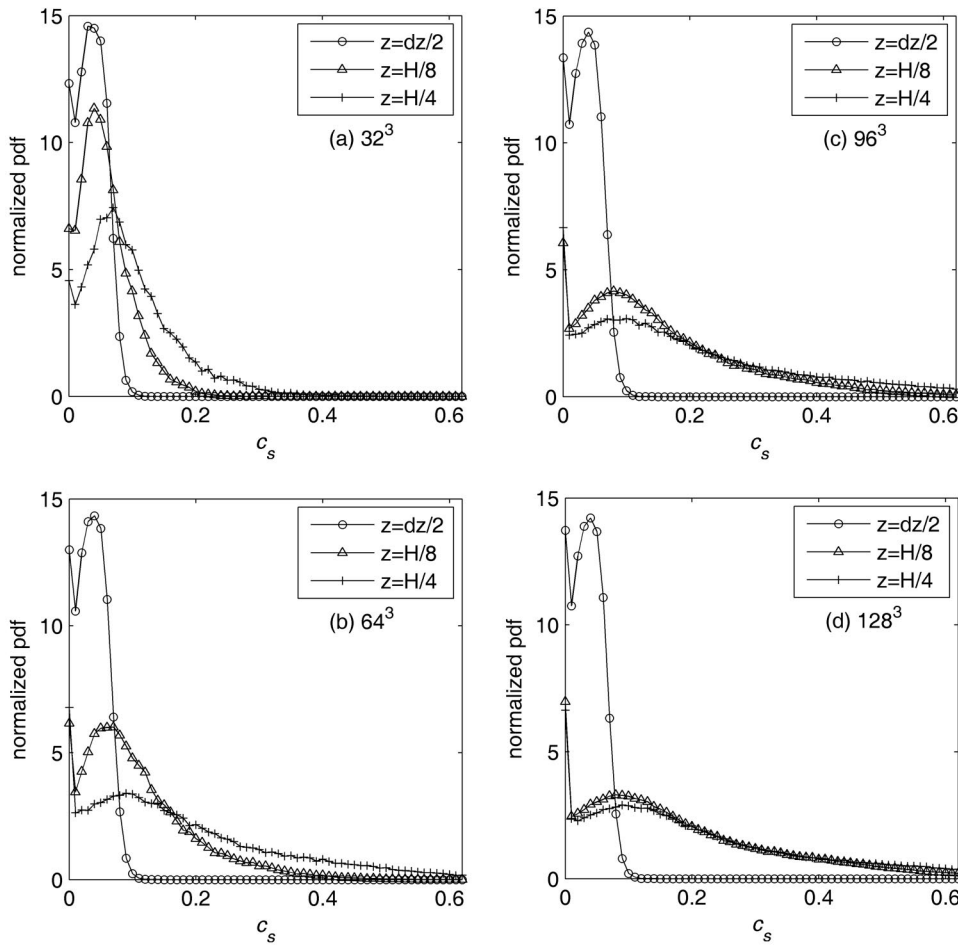 15
10
5
0
normalized pdf
z=dz/2
z=H/8
z=H/4
(a) 32³
0 0.2 0.4 0.6
c_s
15
10
5
0
normalized pdf
z=dz/2
z=H/8
z=H/4
(c) 96³
0 0.2 0.4 0.6
c_s
15
10
5
0
normalized pdf
z=dz/2
z=H/8
z=H/4
(b) 64³
0 0.2 0.4 0.6
c_s
15
10
5
0
normalized pdf
z=dz/2
z=H/8
z=H/4
(d) 128³
0 0.2 0.4 0.6
c_s